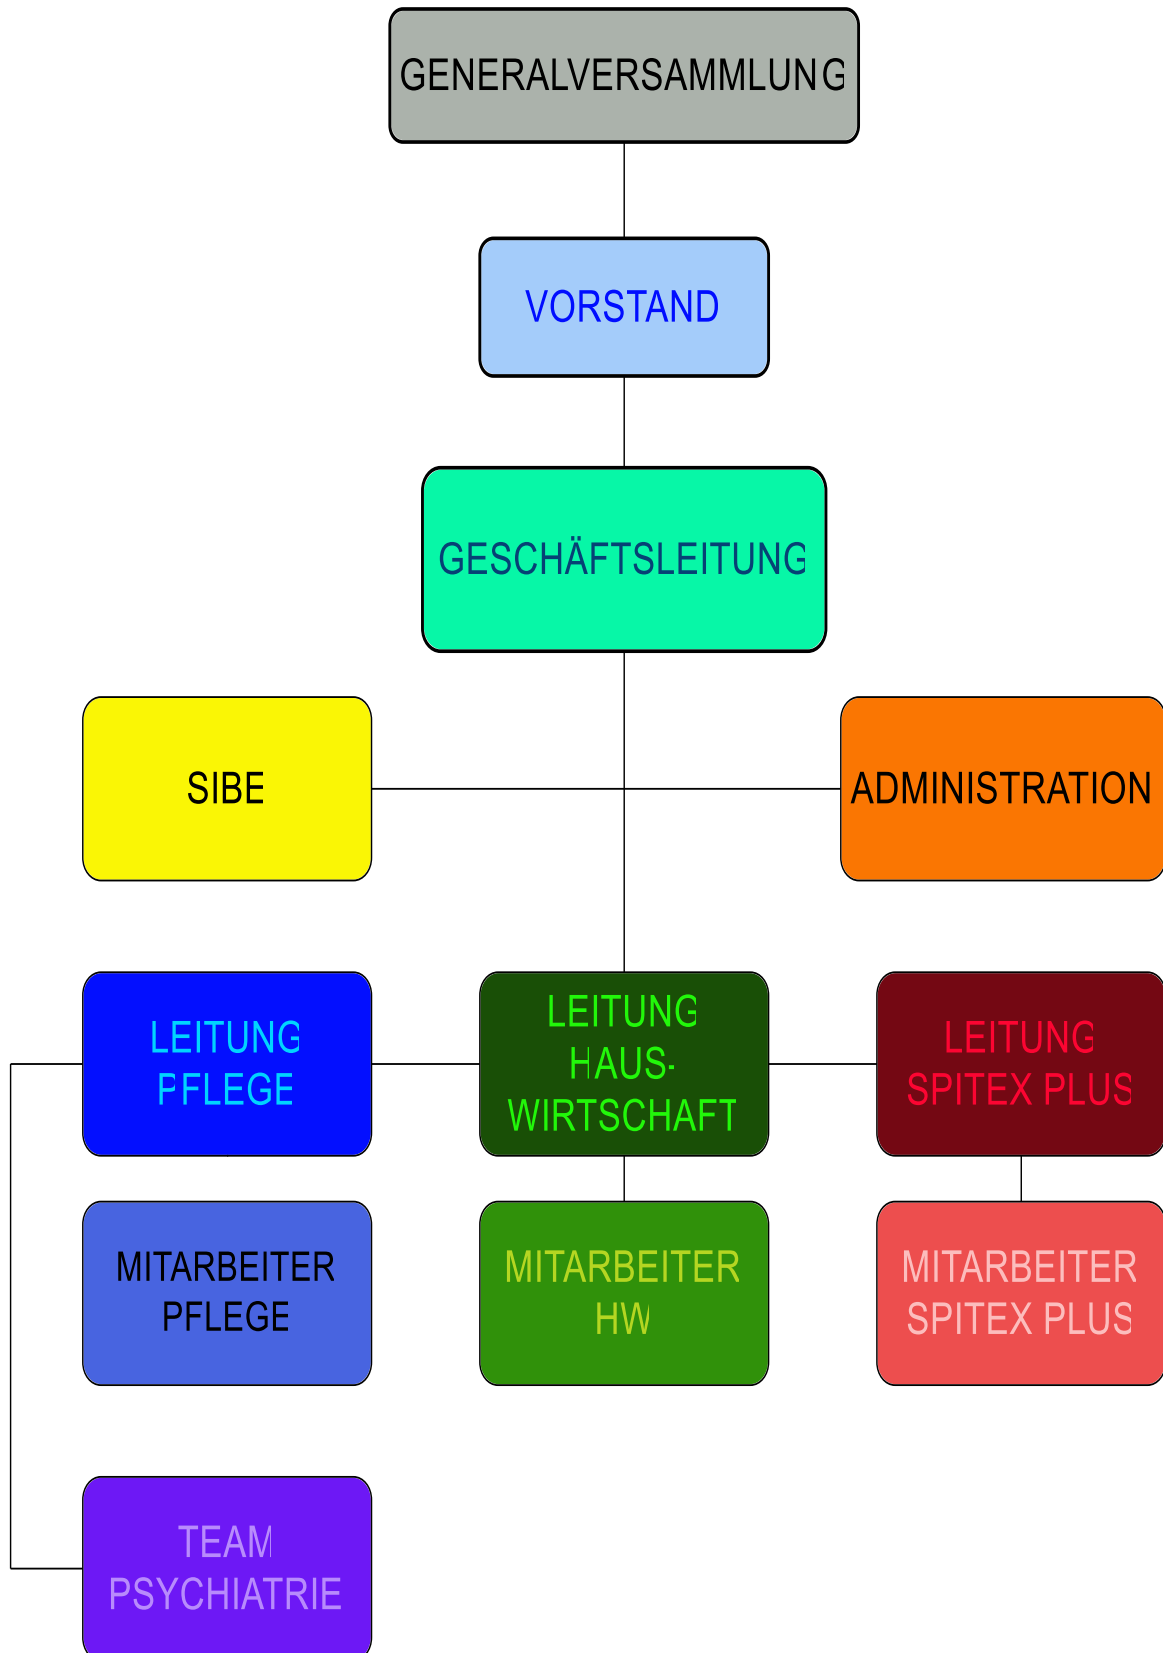 GENERALVERSAMMLUNG
VORSTAND
GESCHÄFTSLEITUNG
SIBE
ADMINISTRATION
LEITUNG
PFLEGE
LEITUNG
HAUS-
WIRTSCHAFT
LEITUNG
SPITEX PLUS
MITARBEITER
PFLEGE
MITARBEITER
HW
MITARBEITER
SPITEX PLUS
TEAM
PSYCHIATRIE